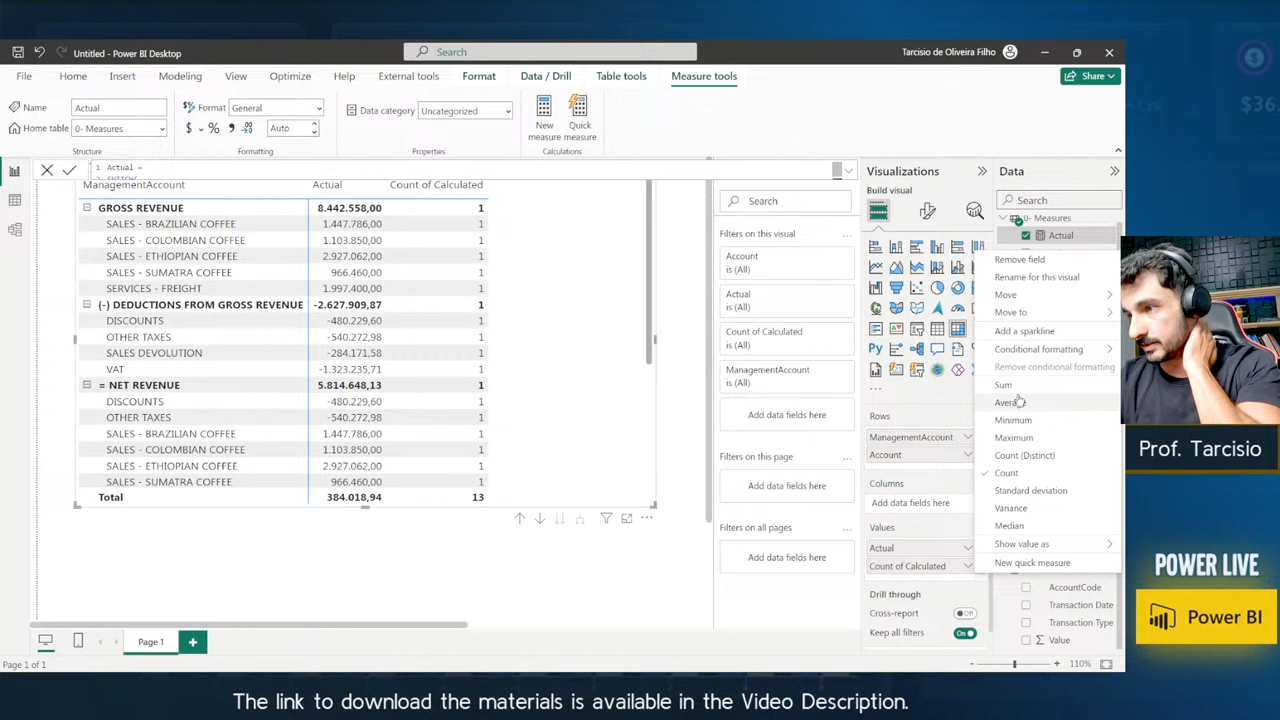 Untitled - Power BI Desktop
Search
Tarcisio de Oliveira Filho
File
Home
Insert
Modeling
View
Optimize
Help
External tools
Format
Data / Drill
Table tools
Measure tools
Share
Name
Actual
Format
General
Data category
Uncategorized
New measure
Quick measure
Home table
0- Measures
$
%
Auto
Structure
Formatting
Properties
Calculations
1 Actual =
ManagementAccount Actual Count of Calculated
GROSS REVENUE 8.442.558,00 1
SALES - BRAZILIAN COFFEE 1.447.786,00 1
SALES - COLOMBIAN COFFEE 1.103.850,00 1
SALES - ETHIOPIAN COFFEE 2.927.062,00 1
SALES - SUMATRA COFFEE 966.460,00 1
SERVICES - FREIGHT 1.997.400,00 1
(-) DEDUCTIONS FROM GROSS REVENUE -2.627.909,87 1
DISCOUNTS -480.229,60 1
OTHER TAXES -540.272,98 1
SALES DEVOLUTION -284.171,58 1
VAT -1.323.235,71 1
= NET REVENUE 5.814.648,13 1
DISCOUNTS -480.229,60 1
OTHER TAXES -540.272,98 1
SALES - BRAZILIAN COFFEE 1.447.786,00 1
SALES - COLOMBIAN COFFEE 1.103.850,00 1
SALES - ETHIOPIAN COFFEE 2.927.062,00 1
SALES - SUMATRA COFFEE 966.460,00 1
Total 384.018,94 13
Search
Filters on this visual
...
Account
is (All)
Actual
is (All)
Count of Calculated
is (All)
ManagementAccount
is (All)
Add data fields here
Filters on this page
...
Add data fields here
Filters on all pages
...
Add data fields here
Visualizations
Build visual
Py
...
Rows
ManagementAccount
Account
Columns
Add data fields here
Values
Actual
Count of Calculated
Drill through
Cross-report
Off
Keep all filters
On
Data
Search
0- Measures
Actual
Remove field
Rename for this visual
Move
Move to
Add a sparkline
Conditional formatting
Remove conditional formatting
Sum
Minimum
Maximum
Count (Distinct)
Count
Standard deviation
Variance
Median
Show value as
New quick measure
AccountCode
Transaction Date
Transaction Type
Value
Page 1
Page 1 of 1
110%
Prof. Tarcisio
POWER LIVE
Power BI
The link to download the materials is available in the Video Description.